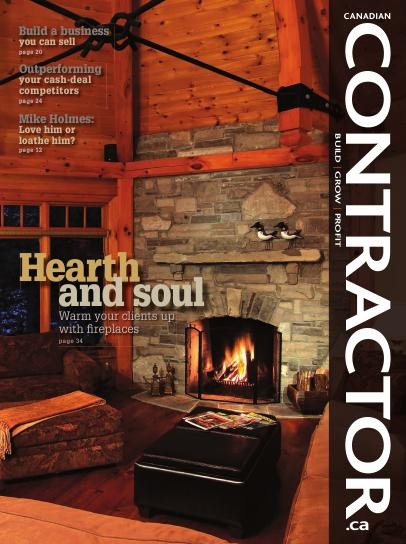 Build a business
you can sell
page 20
Outperforming
your cash-deal
competitors
page 24
Mike Holmes:
Love him or
loathe him?
page 12
Hearth
and soul
Warm your clients up
with fireplaces
page 34
CANADIAN
CONTRACTOR
.ca
BUILD | GROW | PROFIT